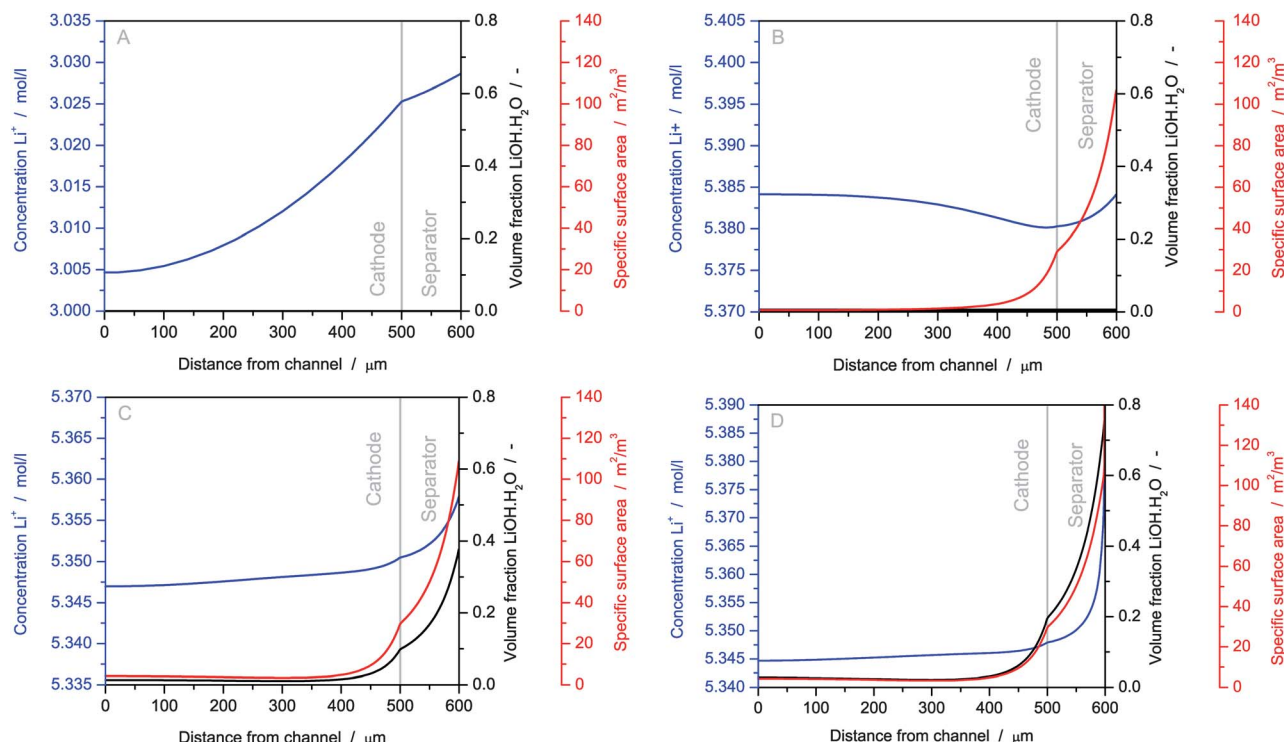 A
Concentration Li⁺ / mol/l
3.035
3.030
3.025
3.020
3.015
3.010
3.005
3.000
0 100 200 300 400 500 600
Distance from channel / μm
Cathode
Separator
0.8
0.6
0.4
0.2
0.0
Volume fraction LiOH.H₂O / -
140
120
100
80
60
40
20
0
Specific surface area / m²/m³
B
Concentration Li+ / mol/l
5.405
5.400
5.395
5.390
5.385
5.380
5.375
5.370
0 100 200 300 400 500 600
Distance from channel / μm
Cathode
Separator
0.8
0.6
0.4
0.2
0.0
Volume fraction LiOH.H₂O / -
140
120
100
80
60
40
20
0
Specific surface area / m²/m³
C
Concentration Li⁺ / mol/l
5.370
5.365
5.360
5.355
5.350
5.345
5.340
5.335
0 100 200 300 400 500 600
Distance from channel / μm
Cathode
Separator
0.8
0.6
0.4
0.2
0.0
Volume fraction LiOH.H₂O / -
140
120
100
80
60
40
20
0
Specific surface area / m²/m³
D
Concentration Li⁺ / mol/l
5.390
5.385
5.380
5.375
5.370
5.365
5.360
5.355
5.350
5.345
5.340
0 100 200 300 400 500 600
Distance from channel / μm
Cathode
Separator
0.8
0.6
0.4
0.2
0.0
Volume fraction LiOH.H₂O / -
140
120
100
80
60
40
20
0
Specific surface area / m²/m³